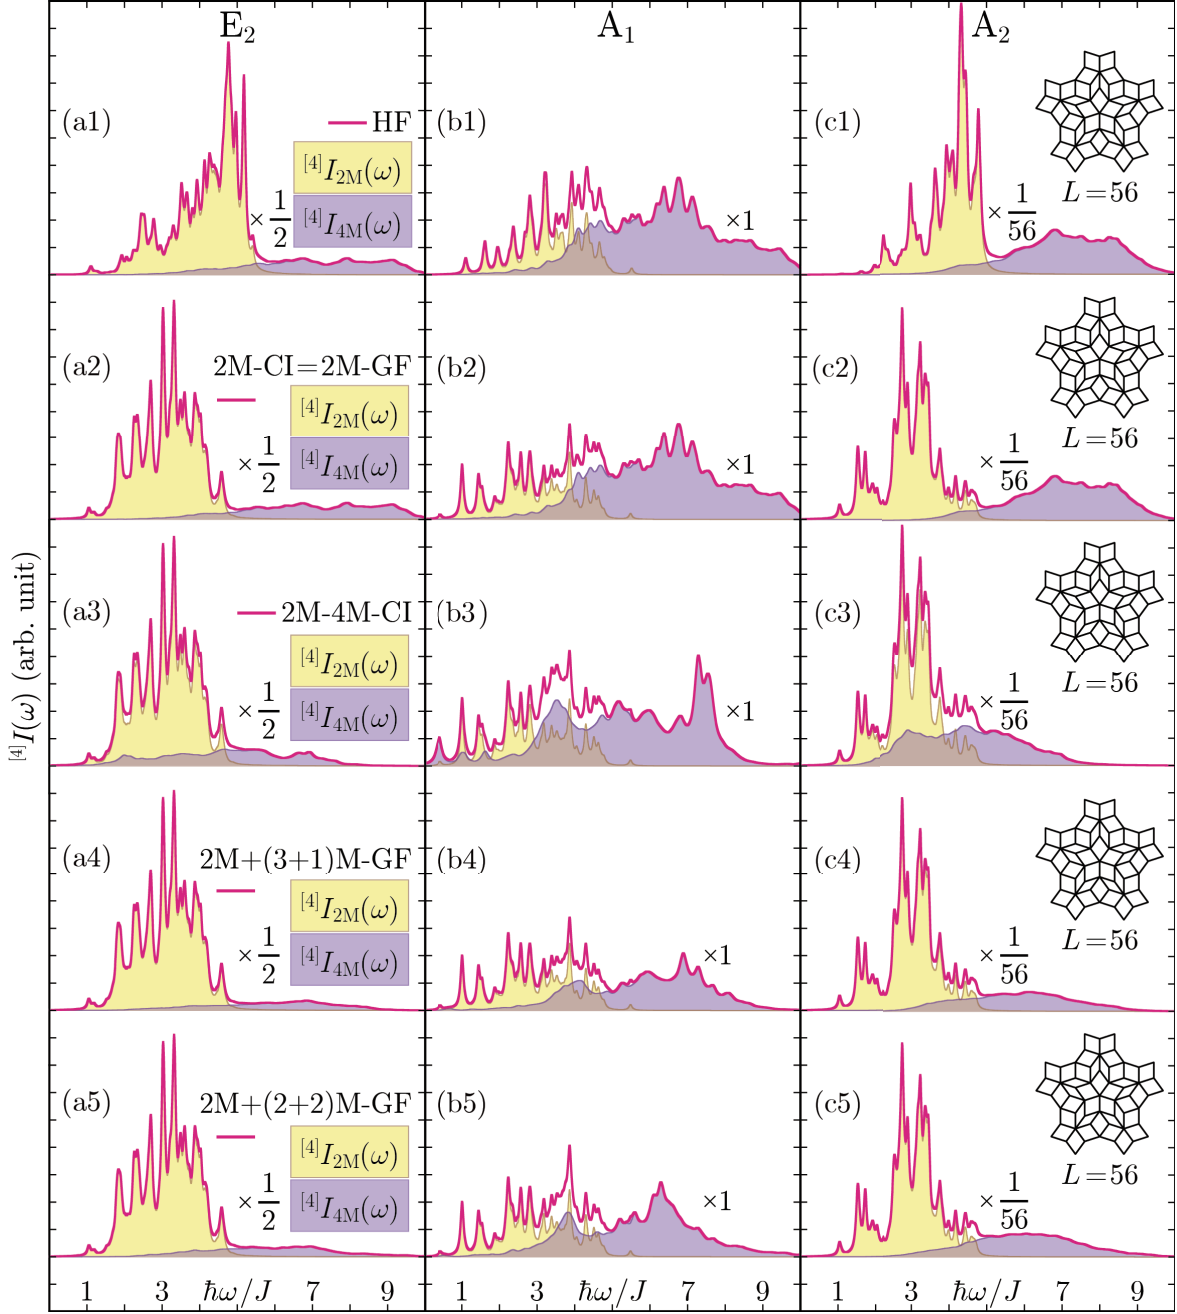 E₂ A₁ A₂
(a1) HF
[4]I2M(ω)
[4]I4M(ω)
× 1/2
(b1) ×1
(c1) × 1/56
L=56
(a2) 2M-CI=2M-GF
[4]I2M(ω)
[4]I4M(ω)
× 1/2
(b2) ×1
(c2) × 1/56
L=56
[4]I(ω) (arb. unit)
(a3) 2M-4M-CI
[4]I2M(ω)
[4]I4M(ω)
× 1/2
(b3) ×1
(c3) × 1/56
L=56
(a4) 2M+(3+1)M-GF
[4]I2M(ω)
[4]I4M(ω)
× 1/2
(b4) ×1
(c4) × 1/56
L=56
(a5) 2M+(2+2)M-GF
[4]I2M(ω)
[4]I4M(ω)
× 1/2
(b5) ×1
(c5) × 1/56
L=56
1 3 ħω/J 7 9 1 3 ħω/J 7 9 1 3 ħω/J 7 9